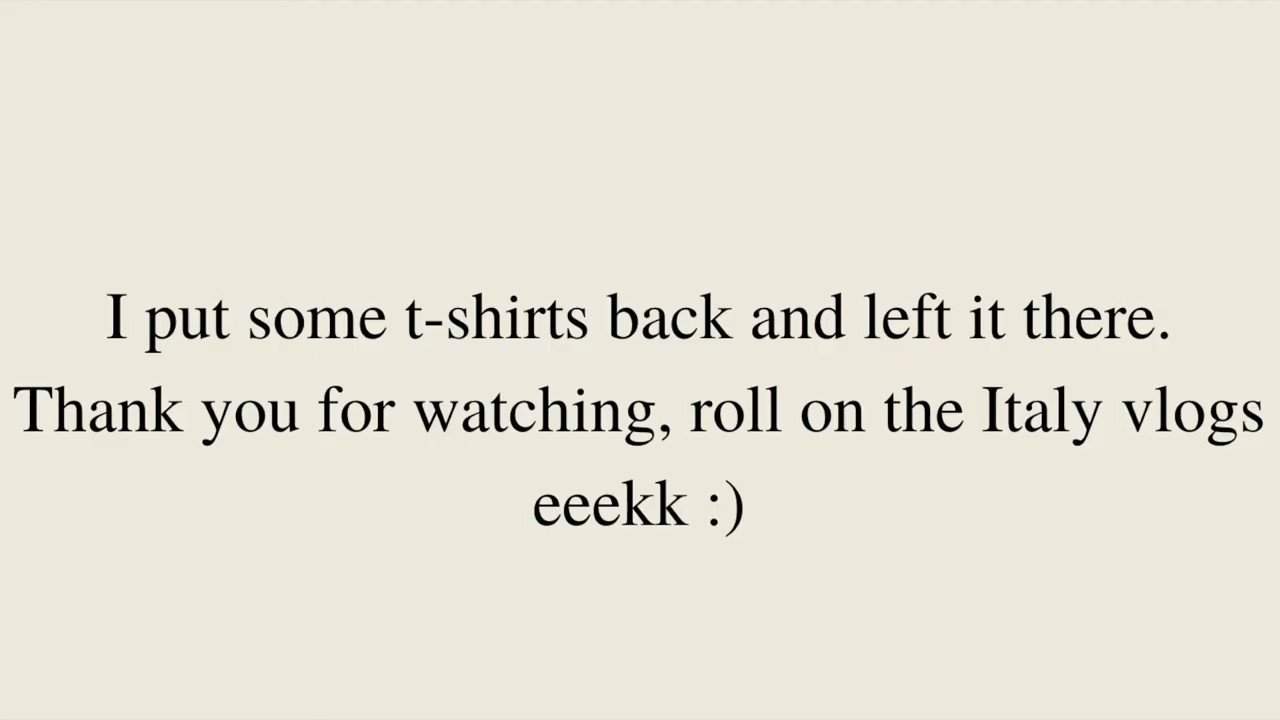 I put some t-shirts back and left it there.
Thank you for watching, roll on the Italy vlogs
eeekk :)